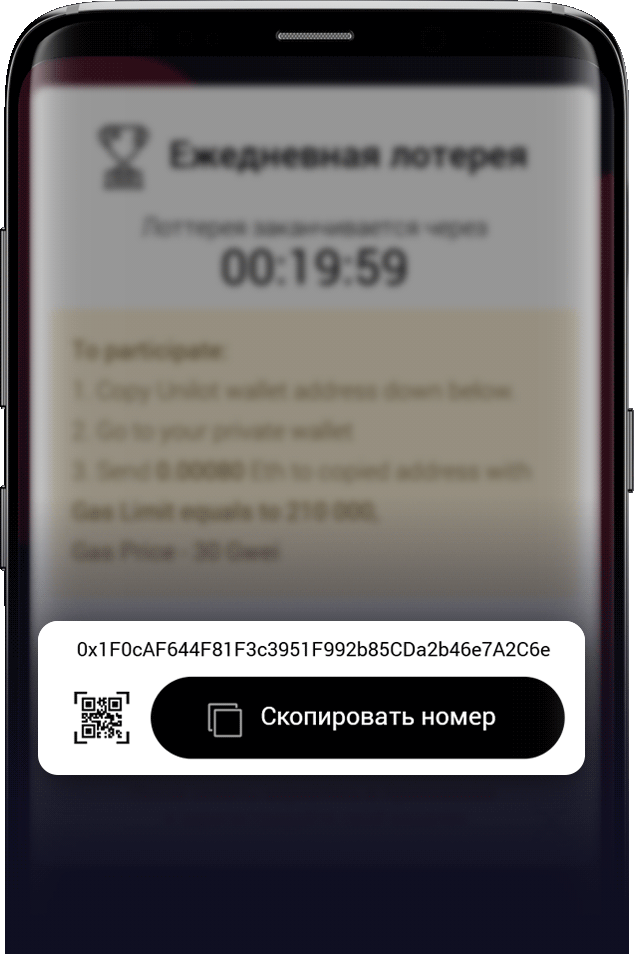 Ежедневная лотерея
Лоттерея заканчивается через
00:19:59
To participate:
1. Copy Unilot wallet address down below.
2. Go to your private wallet
3. Send 0.00080 Eth to copied address with
Gas Limit equals to 210 000,
Gas Price - 30 Gwei
0x1F0cAF644F81F3c3951F992b85CDa2b46e7A2C6e
Скопировать номер